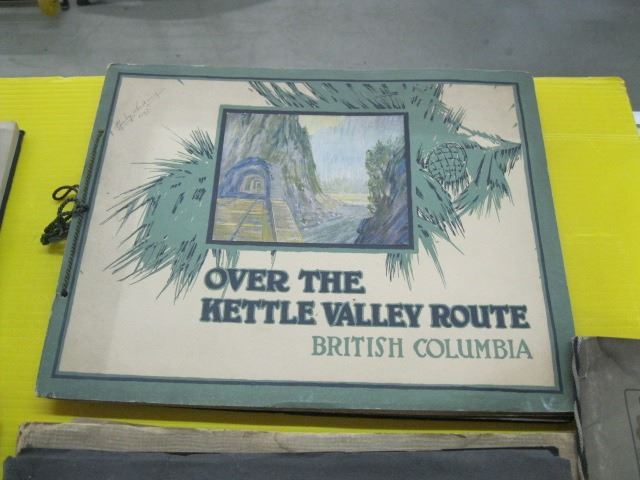 OVER THE
KETTLE VALLEY ROUTE
BRITISH COLUMBIA